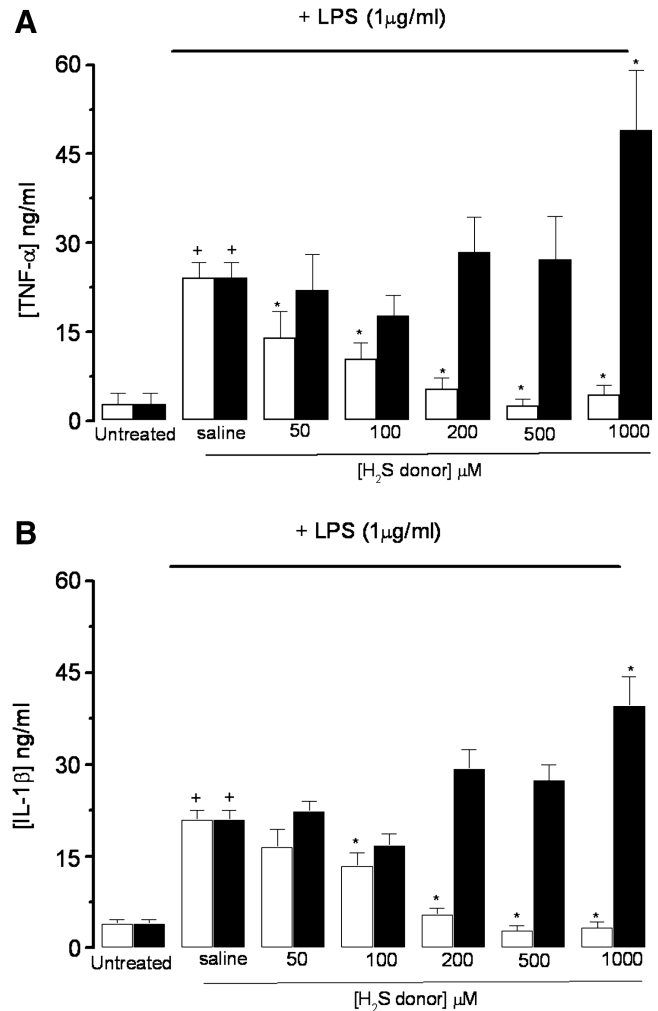 A
+ LPS (1μg/ml)
60
45
30
15
0
[TNF-α] ng/ml
+ +
* * * * * *
Untreated saline 50 100 200 500 1000
[H₂S donor] μM
B
+ LPS (1μg/ml)
60
45
30
15
0
[IL-1β] ng/ml
+ +
* * * * *
Untreated saline 50 100 200 500 1000
[H₂S donor] μM